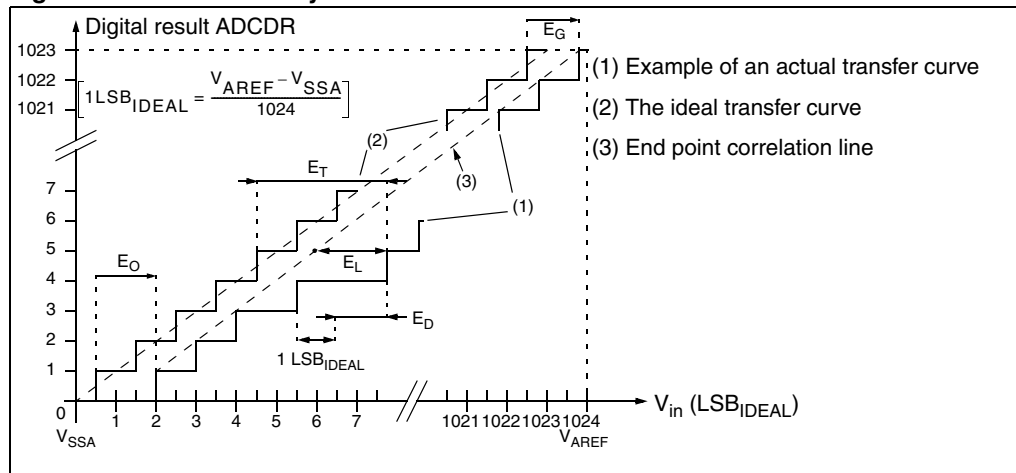 Digital result ADCDR
E_G
1023
1022
1021
[1LSB_IDEAL = (V_AREF – V_SSA) / 1024]
(1) Example of an actual transfer curve
(2) The ideal transfer curve
(3) End point correlation line
(2)
E_T
(3)
(1)
7
6
5
4
3
2
1
E_O
E_L
E_D
1 LSB_IDEAL
0
1 2 3 4 5 6 7 1021 1022 1023 1024
V_in (LSB_IDEAL)
V_SSA V_AREF